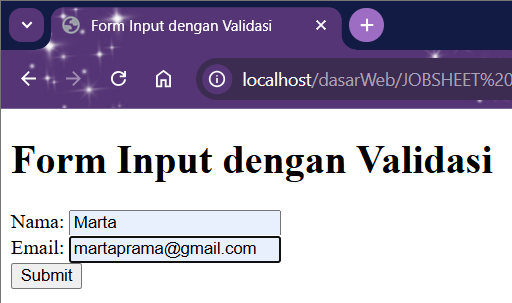 Form Input dengan Validasi
localhost/dasarWeb/JOBSHEET%20
Form Input dengan Validasi
Nama: Marta
Email: martaprama@gmail.com
Submit